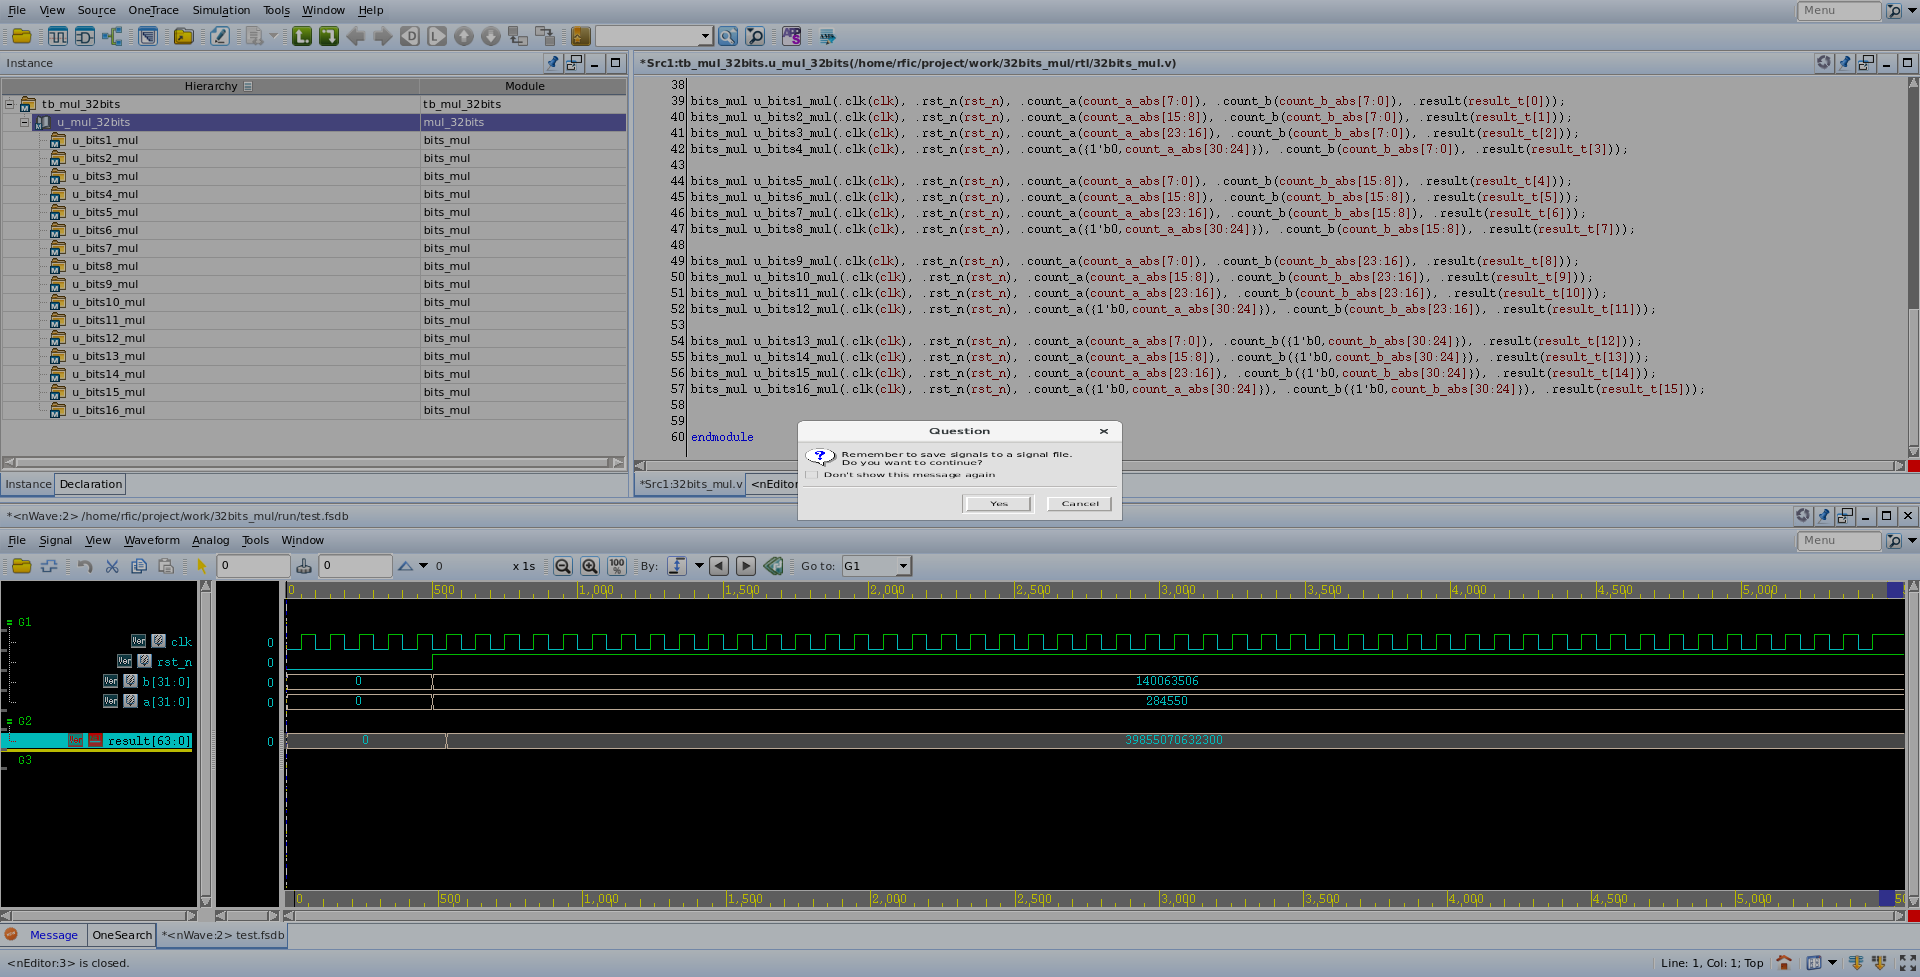 File View Source OneTrace Simulation Tools Window Help
Menu
Instance
*Src1:tb_mul_32bits.u_mul_32bits(/home/rfic/project/work/32bits_mul/rtl/32bits_mul.v)
Hierarchy Module
tb_mul_32bits tb_mul_32bits
u_mul_32bits mul_32bits
u_bits1_mul bits_mul
u_bits2_mul bits_mul
u_bits3_mul bits_mul
u_bits4_mul bits_mul
u_bits5_mul bits_mul
u_bits6_mul bits_mul
u_bits7_mul bits_mul
u_bits8_mul bits_mul
u_bits9_mul bits_mul
u_bits10_mul bits_mul
u_bits11_mul bits_mul
u_bits12_mul bits_mul
u_bits13_mul bits_mul
u_bits14_mul bits_mul
u_bits15_mul bits_mul
u_bits16_mul bits_mul
Instance Declaration
38
39 bits_mul u_bits1_mul(.clk(clk), .rst_n(rst_n), .count_a(count_a_abs[7:0]), .count_b(count_b_abs[7:0]), .result(result_t[0]));
40 bits_mul u_bits2_mul(.clk(clk), .rst_n(rst_n), .count_a(count_a_abs[15:8]), .count_b(count_b_abs[7:0]), .result(result_t[1]));
41 bits_mul u_bits3_mul(.clk(clk), .rst_n(rst_n), .count_a(count_a_abs[23:16]), .count_b(count_b_abs[7:0]), .result(result_t[2]));
42 bits_mul u_bits4_mul(.clk(clk), .rst_n(rst_n), .count_a({1'b0,count_a_abs[30:24]}), .count_b(count_b_abs[7:0]), .result(result_t[3]));
43
44 bits_mul u_bits5_mul(.clk(clk), .rst_n(rst_n), .count_a(count_a_abs[7:0]), .count_b(count_b_abs[15:8]), .result(result_t[4]));
45 bits_mul u_bits6_mul(.clk(clk), .rst_n(rst_n), .count_a(count_a_abs[15:8]), .count_b(count_b_abs[15:8]), .result(result_t[5]));
46 bits_mul u_bits7_mul(.clk(clk), .rst_n(rst_n), .count_a(count_a_abs[23:16]), .count_b(count_b_abs[15:8]), .result(result_t[6]));
47 bits_mul u_bits8_mul(.clk(clk), .rst_n(rst_n), .count_a({1'b0,count_a_abs[30:24]}), .count_b(count_b_abs[15:8]), .result(result_t[7]));
48
49 bits_mul u_bits9_mul(.clk(clk), .rst_n(rst_n), .count_a(count_a_abs[7:0]), .count_b(count_b_abs[23:16]), .result(result_t[8]));
50 bits_mul u_bits10_mul(.clk(clk), .rst_n(rst_n), .count_a(count_a_abs[15:8]), .count_b(count_b_abs[23:16]), .result(result_t[9]));
51 bits_mul u_bits11_mul(.clk(clk), .rst_n(rst_n), .count_a(count_a_abs[23:16]), .count_b(count_b_abs[23:16]), .result(result_t[10]));
52 bits_mul u_bits12_mul(.clk(clk), .rst_n(rst_n), .count_a({1'b0,count_a_abs[30:24]}), .count_b(count_b_abs[23:16]), .result(result_t[11]));
53
54 bits_mul u_bits13_mul(.clk(clk), .rst_n(rst_n), .count_a(count_a_abs[7:0]), .count_b({1'b0,count_b_abs[30:24]}), .result(result_t[12]));
55 bits_mul u_bits14_mul(.clk(clk), .rst_n(rst_n), .count_a(count_a_abs[15:8]), .count_b({1'b0,count_b_abs[30:24]}), .result(result_t[13]));
56 bits_mul u_bits15_mul(.clk(clk), .rst_n(rst_n), .count_a(count_a_abs[23:16]), .count_b({1'b0,count_b_abs[30:24]}), .result(result_t[14]));
57 bits_mul u_bits16_mul(.clk(clk), .rst_n(rst_n), .count_a({1'b0,count_a_abs[30:24]}), .count_b({1'b0,count_b_abs[30:24]}), .result(result_t[15]));
58
59
60 endmodule
*Src1:32bits_mul.v <nEditor
Question
Remember to save signals to a signal file.
Do you want to continue?
Don't show this message again
Yes Cancel
*<nWave:2> /home/rfic/project/work/32bits_mul/run/test.fsdb
File Signal View Waveform Analog Tools Window
Menu
0 0 0 x 1s 100 % By: Go to: G1
0 500 1,000 1,500 2,000 2,500 3,000 3,500 4,000 4,500 5,000
G1
clk 0
rst_n 0
b[31:0] 0 0 140063506
a[31:0] 0 0 284550
G2
result[63:0] 0 0 39855070632300
G3
0 500 1,000 1,500 2,000 2,500 3,000 3,500 4,000 4,500 5,000
Message OneSearch *<nWave:2> test.fsdb
<nEditor:3> is closed.
Line: 1, Col: 1; Top